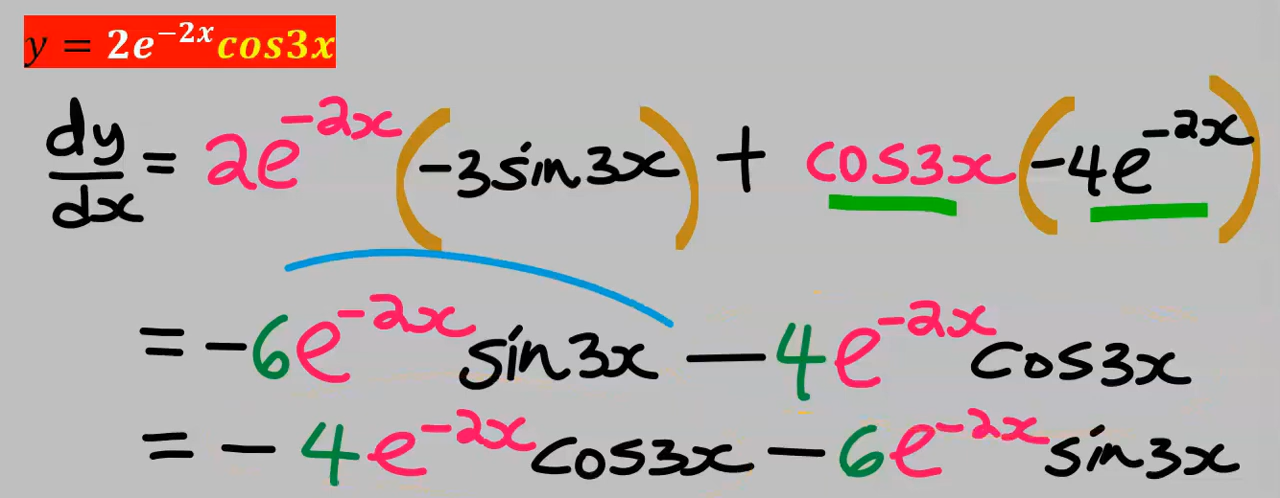 y = 2e^{-2x}cos3x
dy/dx = 2e^{-2x}(-3sin3x) + cos3x(-4e^{-2x})
= -6e^{-2x}sin3x - 4e^{-2x}cos3x
= -4e^{-2x}cos3x - 6e^{-2x}sin3x